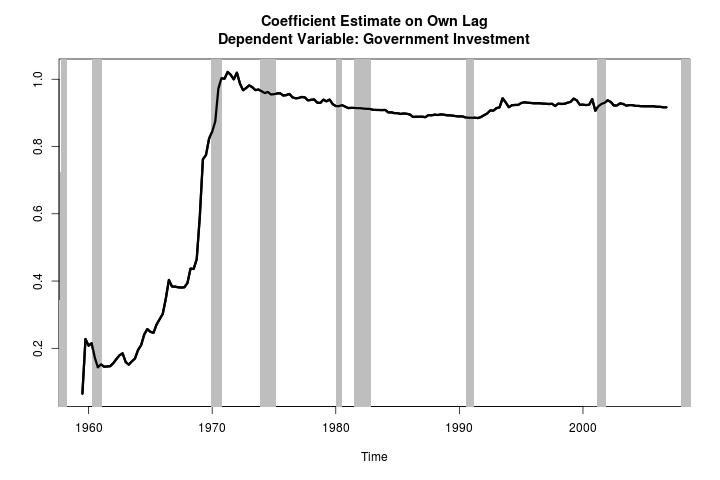 Coefficient Estimate on Own Lag
Dependent Variable: Government Investment
1.0
0.8
0.6
0.4
0.2
1960 1970 1980 1990 2000
Time